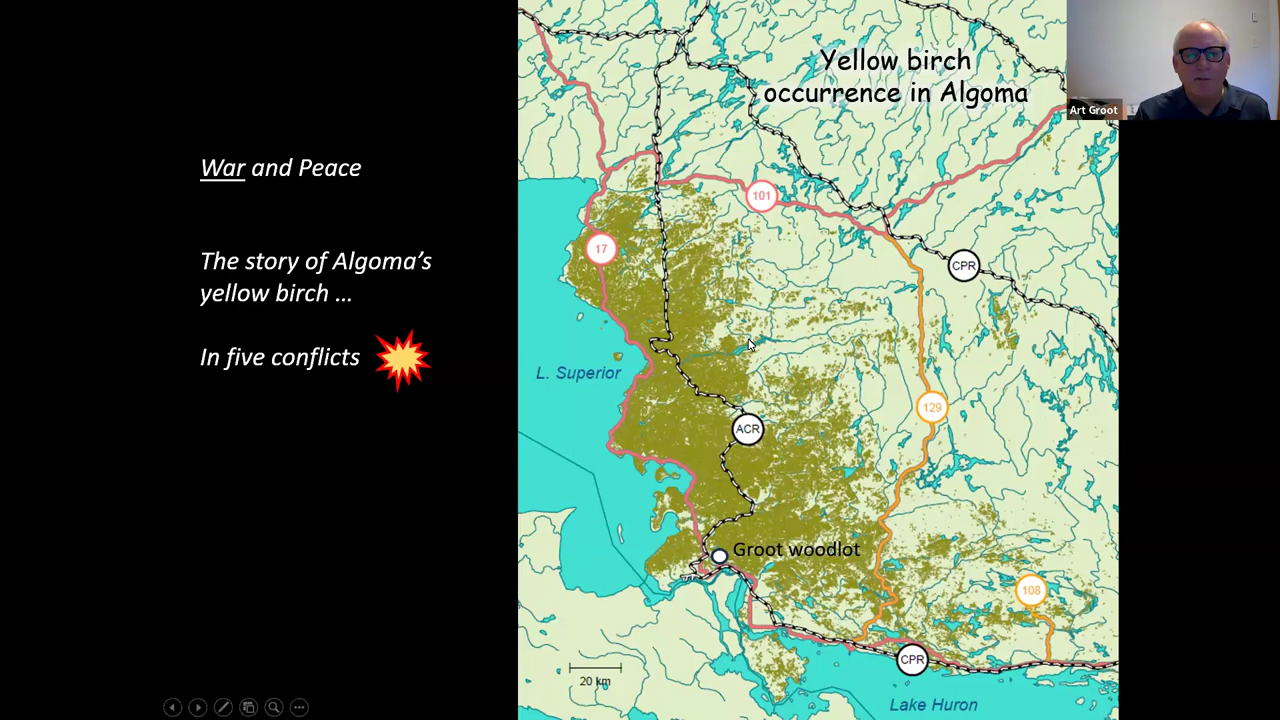 War and Peace
The story of Algoma's
yellow birch ...
In five conflicts
Yellow birch
occurrence in Algoma
Art Groot
101
17
CPR
L. Superior
129
ACR
Groot woodlot
108
CPR
20 km
Lake Huron